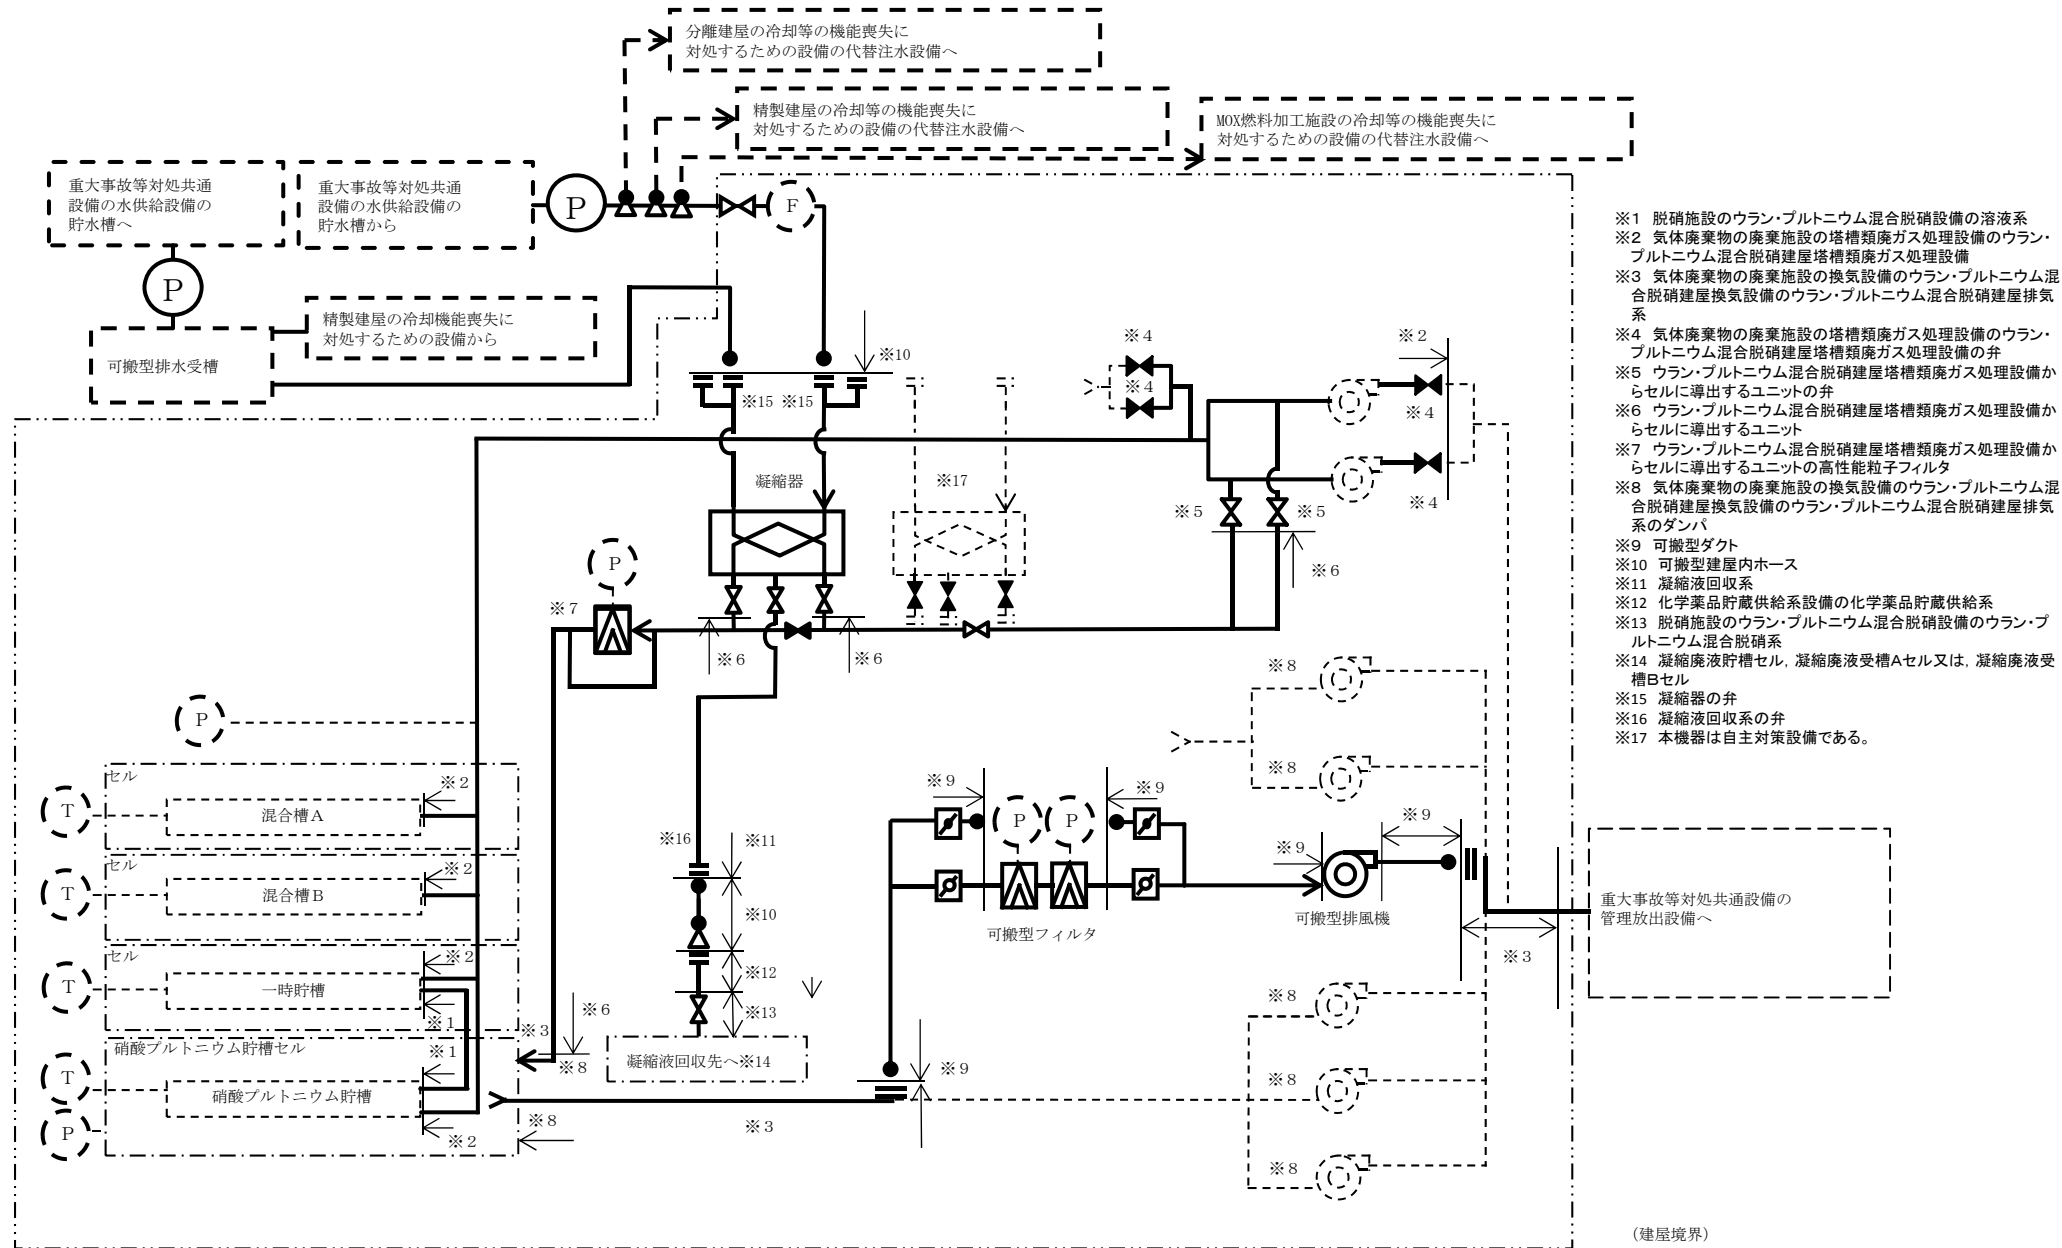 分離建屋の冷却等の機能喪失に
対処するための設備の代替注水設備へ
精製建屋の冷却等の機能喪失に
対処するための設備の代替注水設備へ
MOX燃料加工施設の冷却等の機能喪失に
対処するための設備の代替注水設備へ
重大事故等対処共通
設備の水供給設備の
貯水槽へ
重大事故等対処共通
設備の水供給設備の
貯水槽から
P
F
P
精製建屋の冷却機能喪失に
対処するための設備から
可搬型排水受槽
※10
※15
※15
※4
※4
※2
※4
※4
凝縮器
※17
※5
※5
※6
P
※7
※6
※6
P
セル
※2
T
混合槽A
セル
※2
T
混合槽B
セル
※2
T
一時貯槽
※1
硝酸プルトニウム貯槽セル
※1
T
硝酸プルトニウム貯槽
P
※2
※3
※6
※8
※8
※3
※16
※11
※10
※12
※13
凝縮液回収先へ※14
※9
P
P
※9
可搬型フィルタ
※9
※8
※8
※9
※9
可搬型排風機
※3
※8
※8
※8
重大事故等対処共通設備の
管理放出設備へ
※1 脱硝施設のウラン・プルトニウム混合脱硝設備の溶液系
※2 気体廃棄物の廃棄施設の塔槽類廃ガス処理設備のウラン・
プルトニウム混合脱硝建屋塔槽類廃ガス処理設備
※3 気体廃棄物の廃棄施設の換気設備のウラン・プルトニウム混
合脱硝建屋換気設備のウラン・プルトニウム混合脱硝建屋排気
系
※4 気体廃棄物の廃棄施設の塔槽類廃ガス処理設備のウラン・
プルトニウム混合脱硝建屋塔槽類廃ガス処理設備の弁
※5 ウラン・プルトニウム混合脱硝建屋塔槽類廃ガス処理設備か
らセルに導出するユニットの弁
※6 ウラン・プルトニウム混合脱硝建屋塔槽類廃ガス処理設備か
らセルに導出するユニット
※7 ウラン・プルトニウム混合脱硝建屋塔槽類廃ガス処理設備か
らセルに導出するユニットの高性能粒子フィルタ
※8 気体廃棄物の廃棄施設の換気設備のウラン・プルトニウム混
合脱硝建屋換気設備のウラン・プルトニウム混合脱硝建屋排気
系のダンパ
※9 可搬型ダクト
※10 可搬型建屋内ホース
※11 凝縮液回収系
※12 化学薬品貯蔵供給系設備の化学薬品貯蔵供給系
※13 脱硝施設のウラン・プルトニウム混合脱硝設備のウラン・プ
ルトニウム混合脱硝系
※14 凝縮廃液貯槽セル，凝縮廃液受槽Aセル又は，凝縮廃液受
槽Bセル
※15 凝縮器の弁
※16 凝縮液回収系の弁
※17 本機器は自主対策設備である。
（建屋境界）